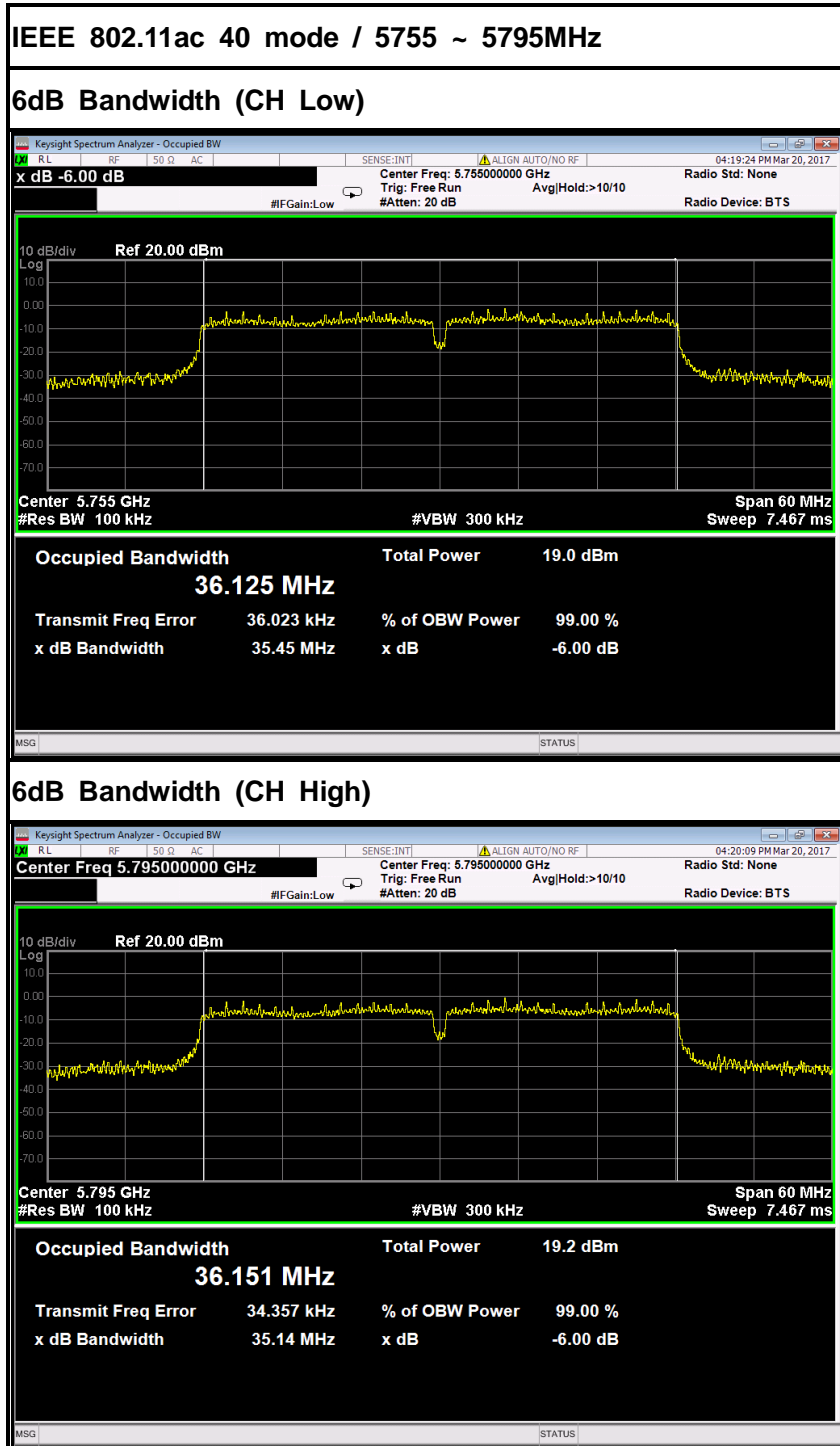 IEEE 802.11ac 40 mode / 5755 ~ 5795MHz
6dB Bandwidth (CH Low)
Keysight Spectrum Analyzer - Occupied BW
LXI RL RF 50 Ω AC SENSE:INT ALIGN AUTO/NO RF 04:19:24 PM Mar 20, 2017
x dB -6.00 dB Center Freq: 5.755000000 GHz Radio Std: None
Trig: Free Run Avg|Hold:>10/10
#IFGain:Low #Atten: 20 dB Radio Device: BTS
10 dB/div Ref 20.00 dBm
Log
10.0
0.00
-10.0
-20.0
-30.0
-40.0
-50.0
-60.0
-70.0
Center 5.755 GHz Span 60 MHz
#Res BW 100 kHz #VBW 300 kHz Sweep 7.467 ms
Occupied Bandwidth Total Power 19.0 dBm
36.125 MHz
Transmit Freq Error 36.023 kHz % of OBW Power 99.00 %
x dB Bandwidth 35.45 MHz x dB -6.00 dB
MSG STATUS
6dB Bandwidth (CH High)
Keysight Spectrum Analyzer - Occupied BW
LXI RL RF 50 Ω AC SENSE:INT ALIGN AUTO/NO RF 04:20:09 PM Mar 20, 2017
Center Freq 5.795000000 GHz Center Freq: 5.795000000 GHz Radio Std: None
Trig: Free Run Avg|Hold:>10/10
#IFGain:Low #Atten: 20 dB Radio Device: BTS
10 dB/div Ref 20.00 dBm
Log
10.0
0.00
-10.0
-20.0
-30.0
-40.0
-50.0
-60.0
-70.0
Center 5.795 GHz Span 60 MHz
#Res BW 100 kHz #VBW 300 kHz Sweep 7.467 ms
Occupied Bandwidth Total Power 19.2 dBm
36.151 MHz
Transmit Freq Error 34.357 kHz % of OBW Power 99.00 %
x dB Bandwidth 35.14 MHz x dB -6.00 dB
MSG STATUS